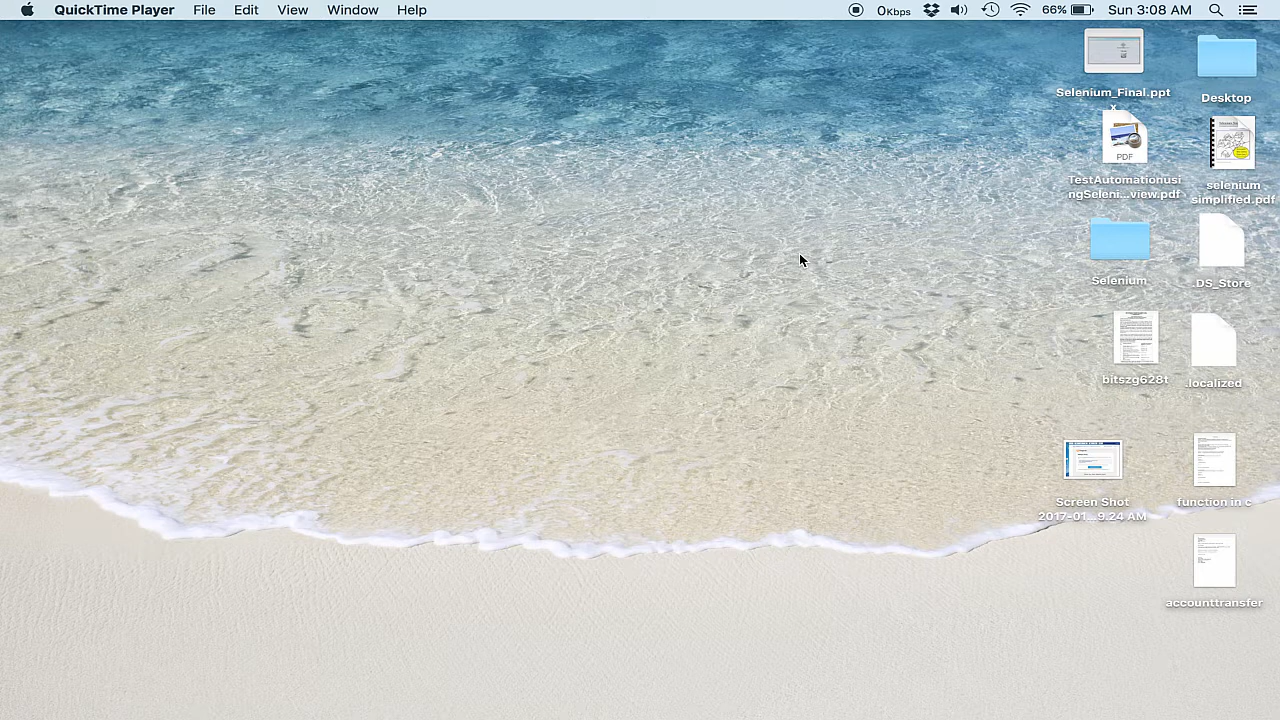 QuickTime Player File Edit View Window Help 0Kbps 66% Sun 3:08 AM
Selenium_Final.ppt
x
Desktop
PDF
TestAutomationusi
ngSeleni...view.pdf
selenium
simplified.pdf
Selenium
.DS_Store
bitszg628t
.localized
Screen Shot
2017-01...9.24 AM
function in c
accounttransfer